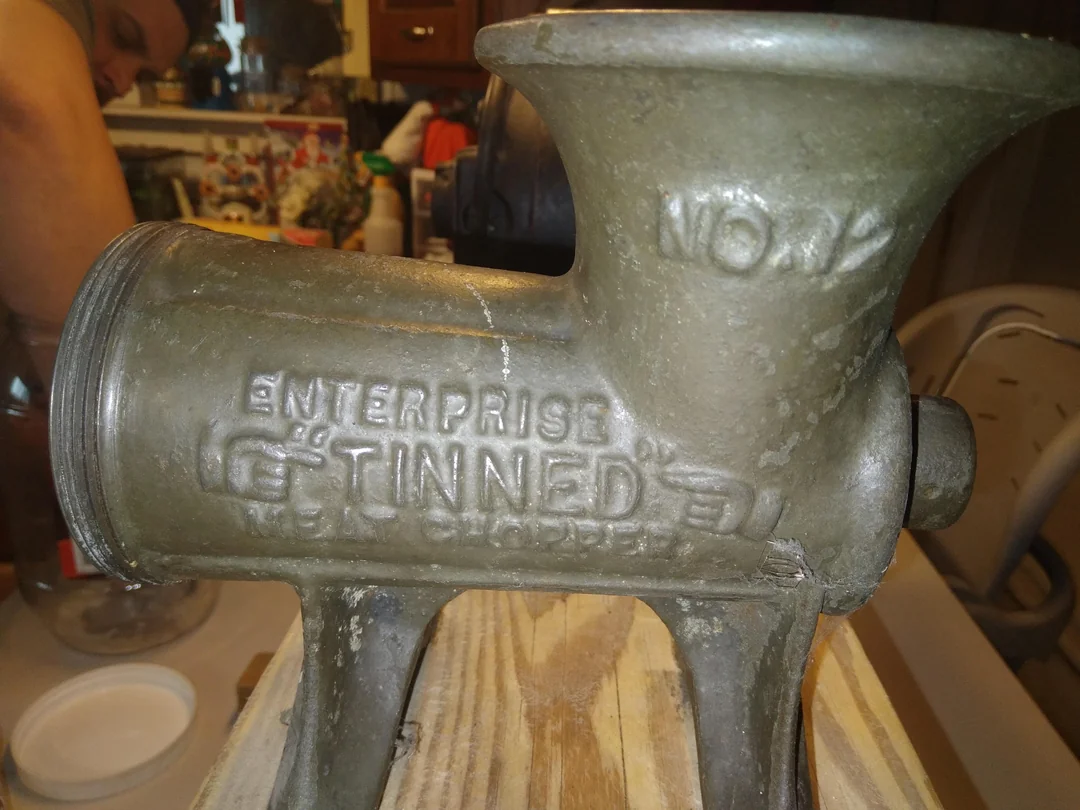 NO. 12
ENTERPRISE
"TINNED"
MEAT CHOPPER